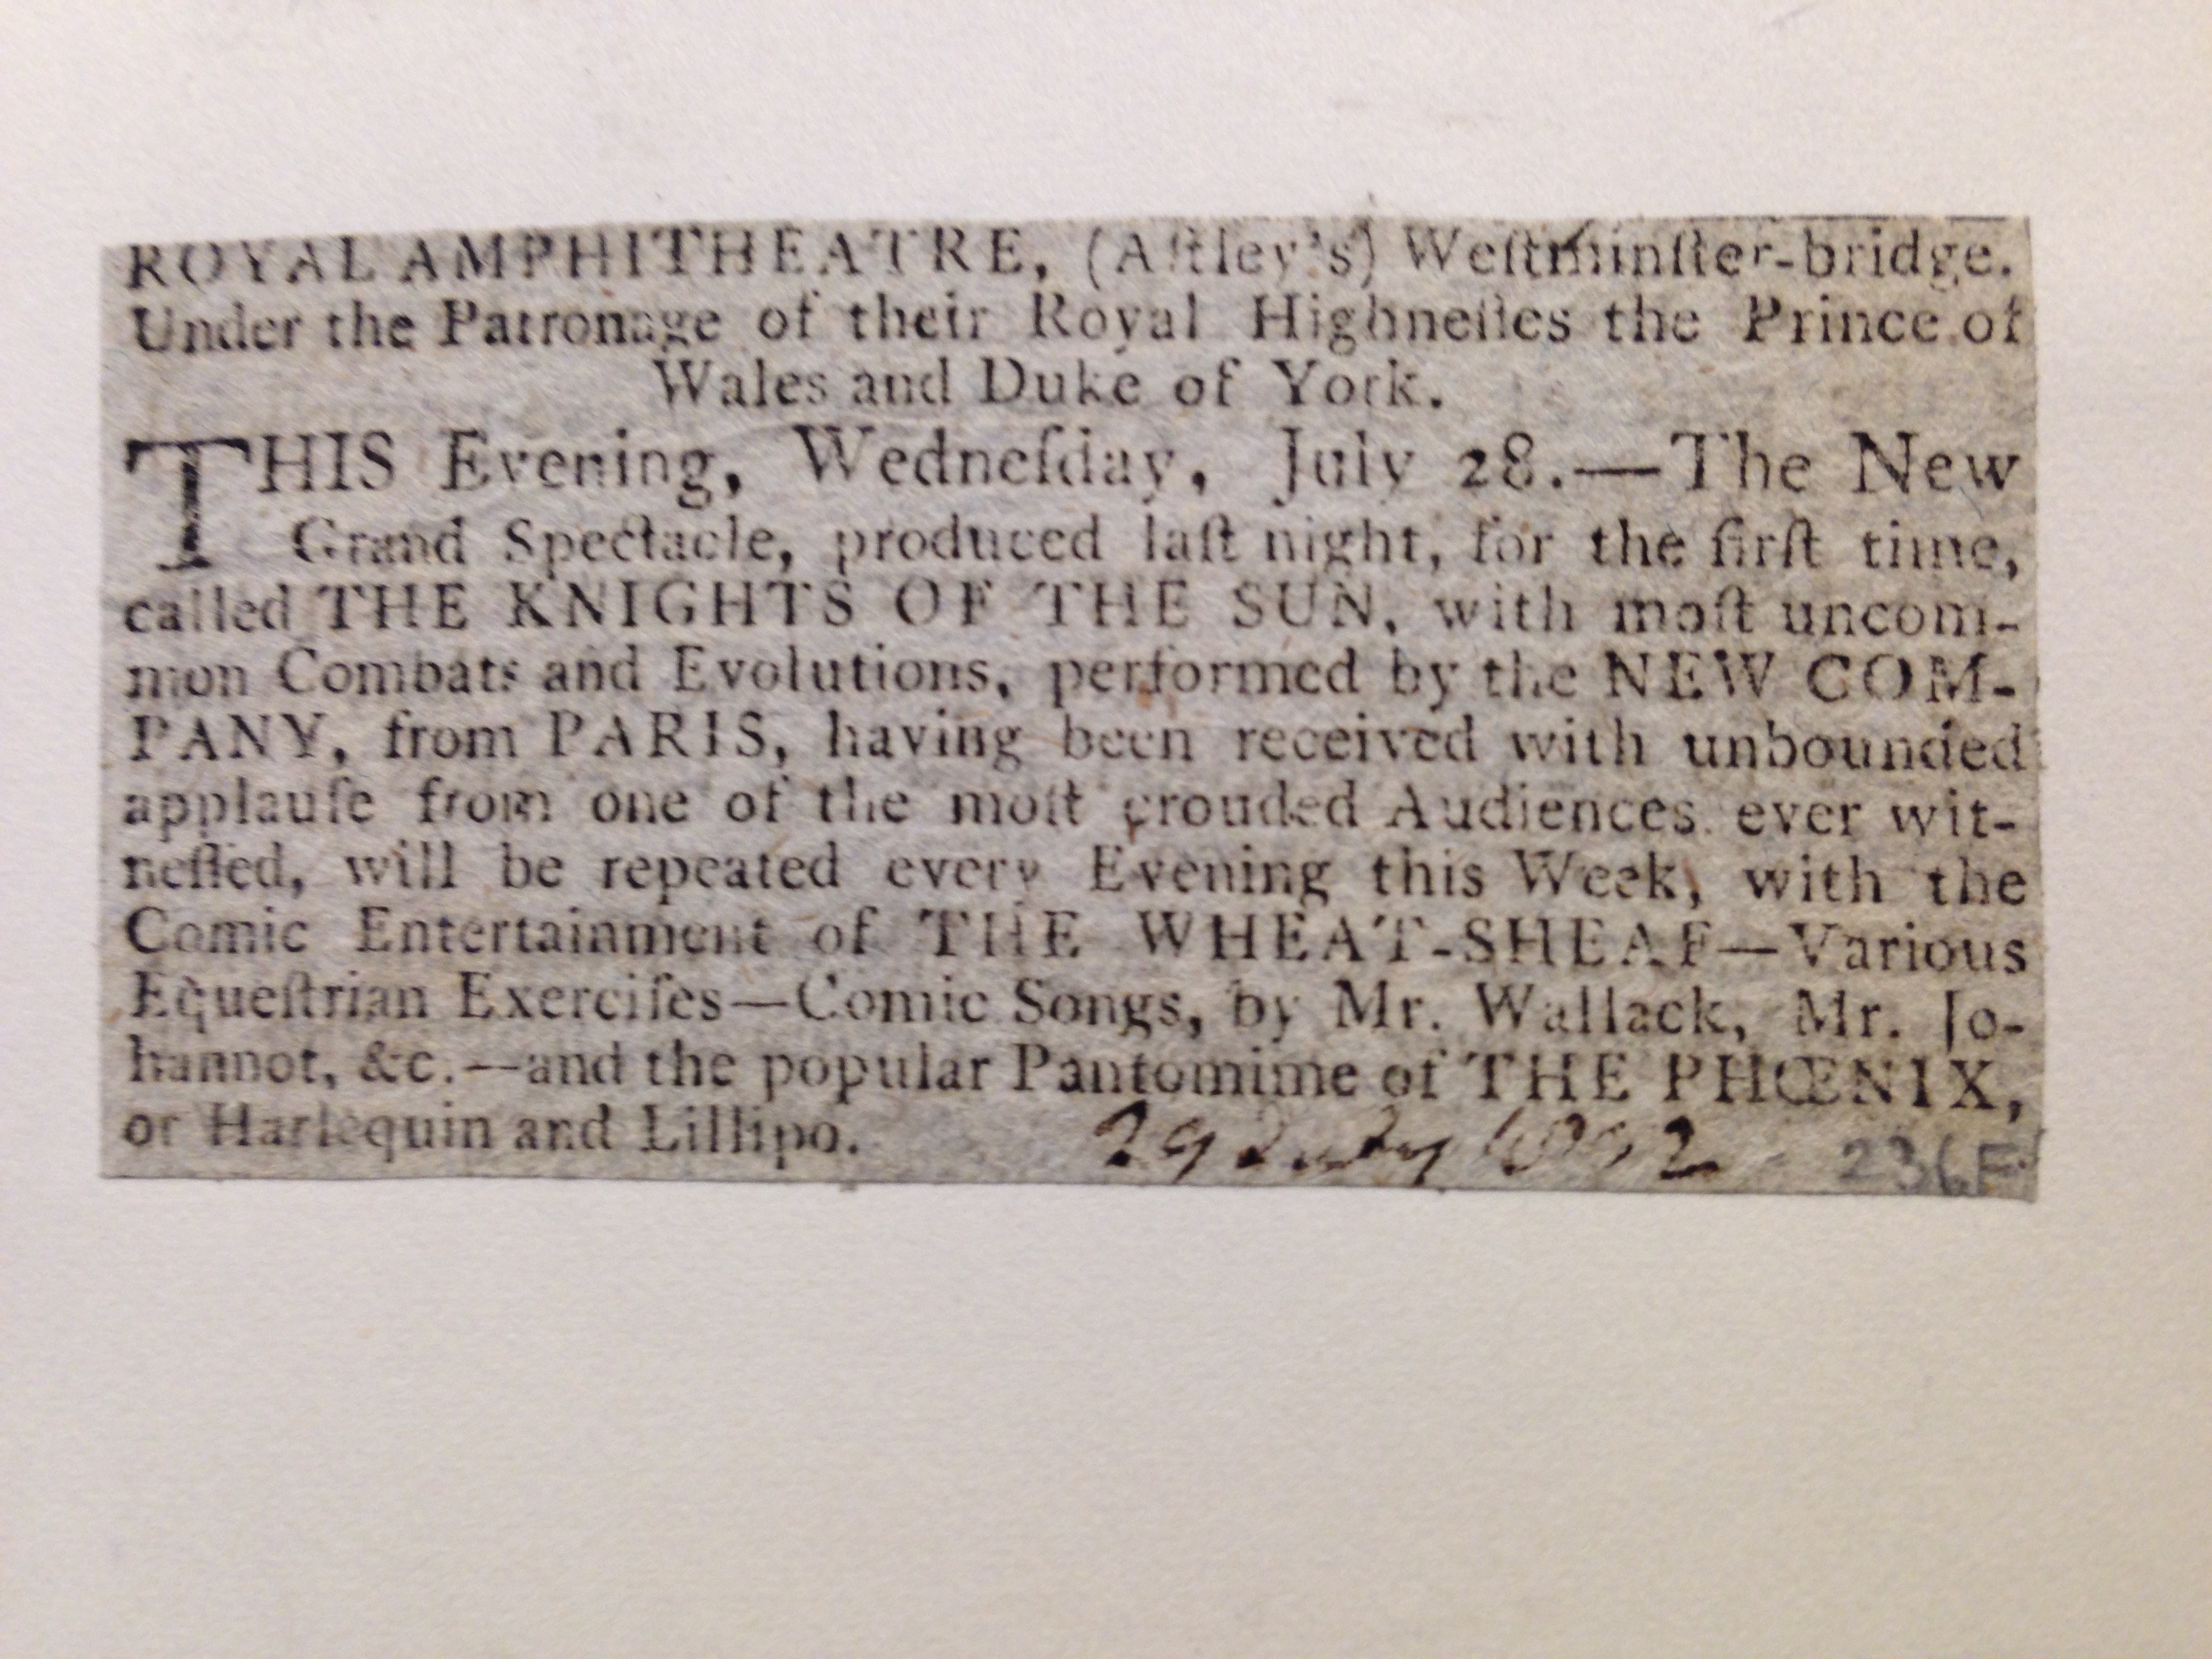 ROYAL AMPHITHEATRE, (Aſtley's) Weſtminſter-bridge.
Under the Patronage of their Royal Highneſſes the Prince of
Wales and Duke of York.
THIS Evening, Wedneſday, July 28.—The New
Grand Spectacle, produced laſt night, for the firſt time,
called THE KNIGHTS OF THE SUN, with moſt uncom-
mon Combats and Evolutions, performed by the NEW COM-
PANY, from PARIS, having been received with unbounded
applauſe from one of the moſt crouded Audiences ever wit-
neſſed, will be repeated every Evening this Week, with the
Comic Entertainment of THE WHEAT-SHEAF—Various
Equeſtrian Exerciſes—Comic Songs, by Mr. Wallack, Mr. Jo-
hannot, &c.—and the popular Pantomime of THE PHŒNIX,
or Harlequin and Lillipo.
29 July